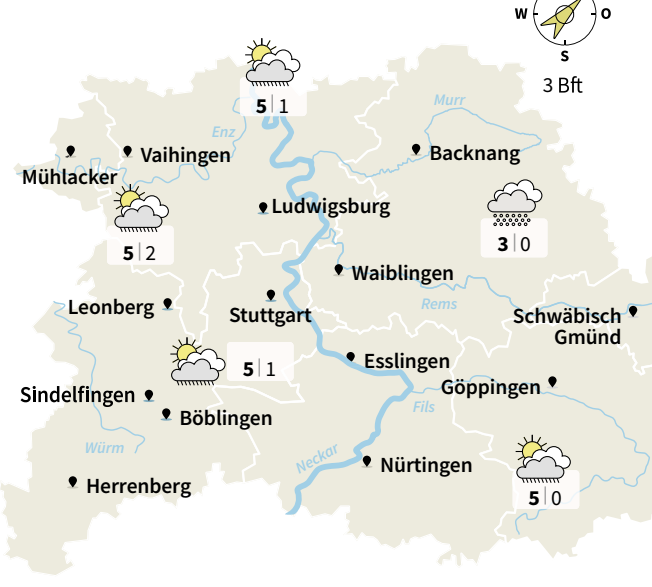 W O
S
3 Bft
5 1
Murr
Enz
Backnang
Vaihingen
Mühlacker
Ludwigsburg
5 2
3 0
Waiblingen
Rems
Leonberg
Stuttgart
Schwäbisch
Gmünd
Esslingen
5 1
Göppingen
Sindelfingen
Fils
Böblingen
Würm
Neckar
Nürtingen
Herrenberg
5 0